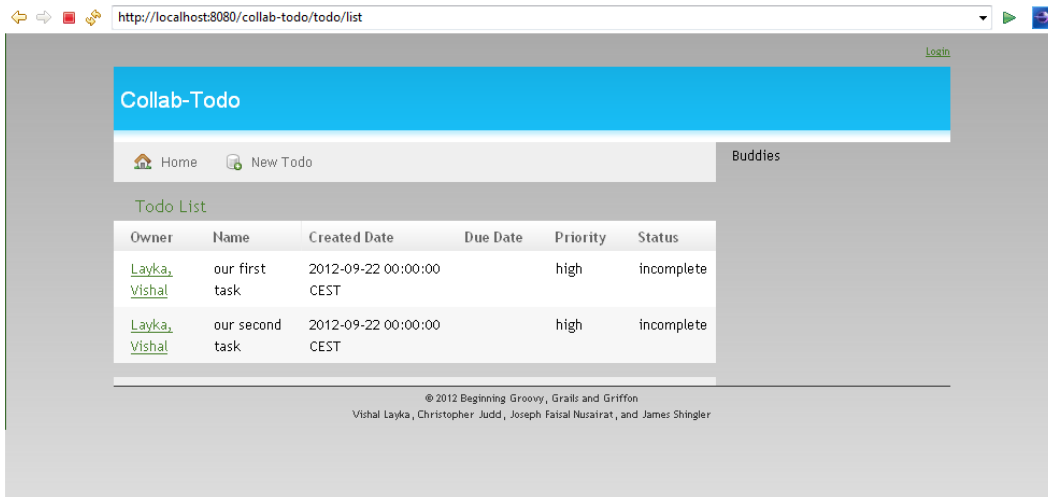 http://localhost:8080/collab-todo/todo/list
Login
Collab-Todo
Home New Todo
Buddies
Todo List
Owner Name Created Date Due Date Priority Status
Layka, our first 2012-09-22 00:00:00 high incomplete
Vishal task CEST
Layka, our second 2012-09-22 00:00:00 high incomplete
Vishal task CEST
© 2012 Beginning Groovy, Grails and Griffon
Vishal Layka, Christopher Judd, Joseph Faisal Nusairat, and James Shingler